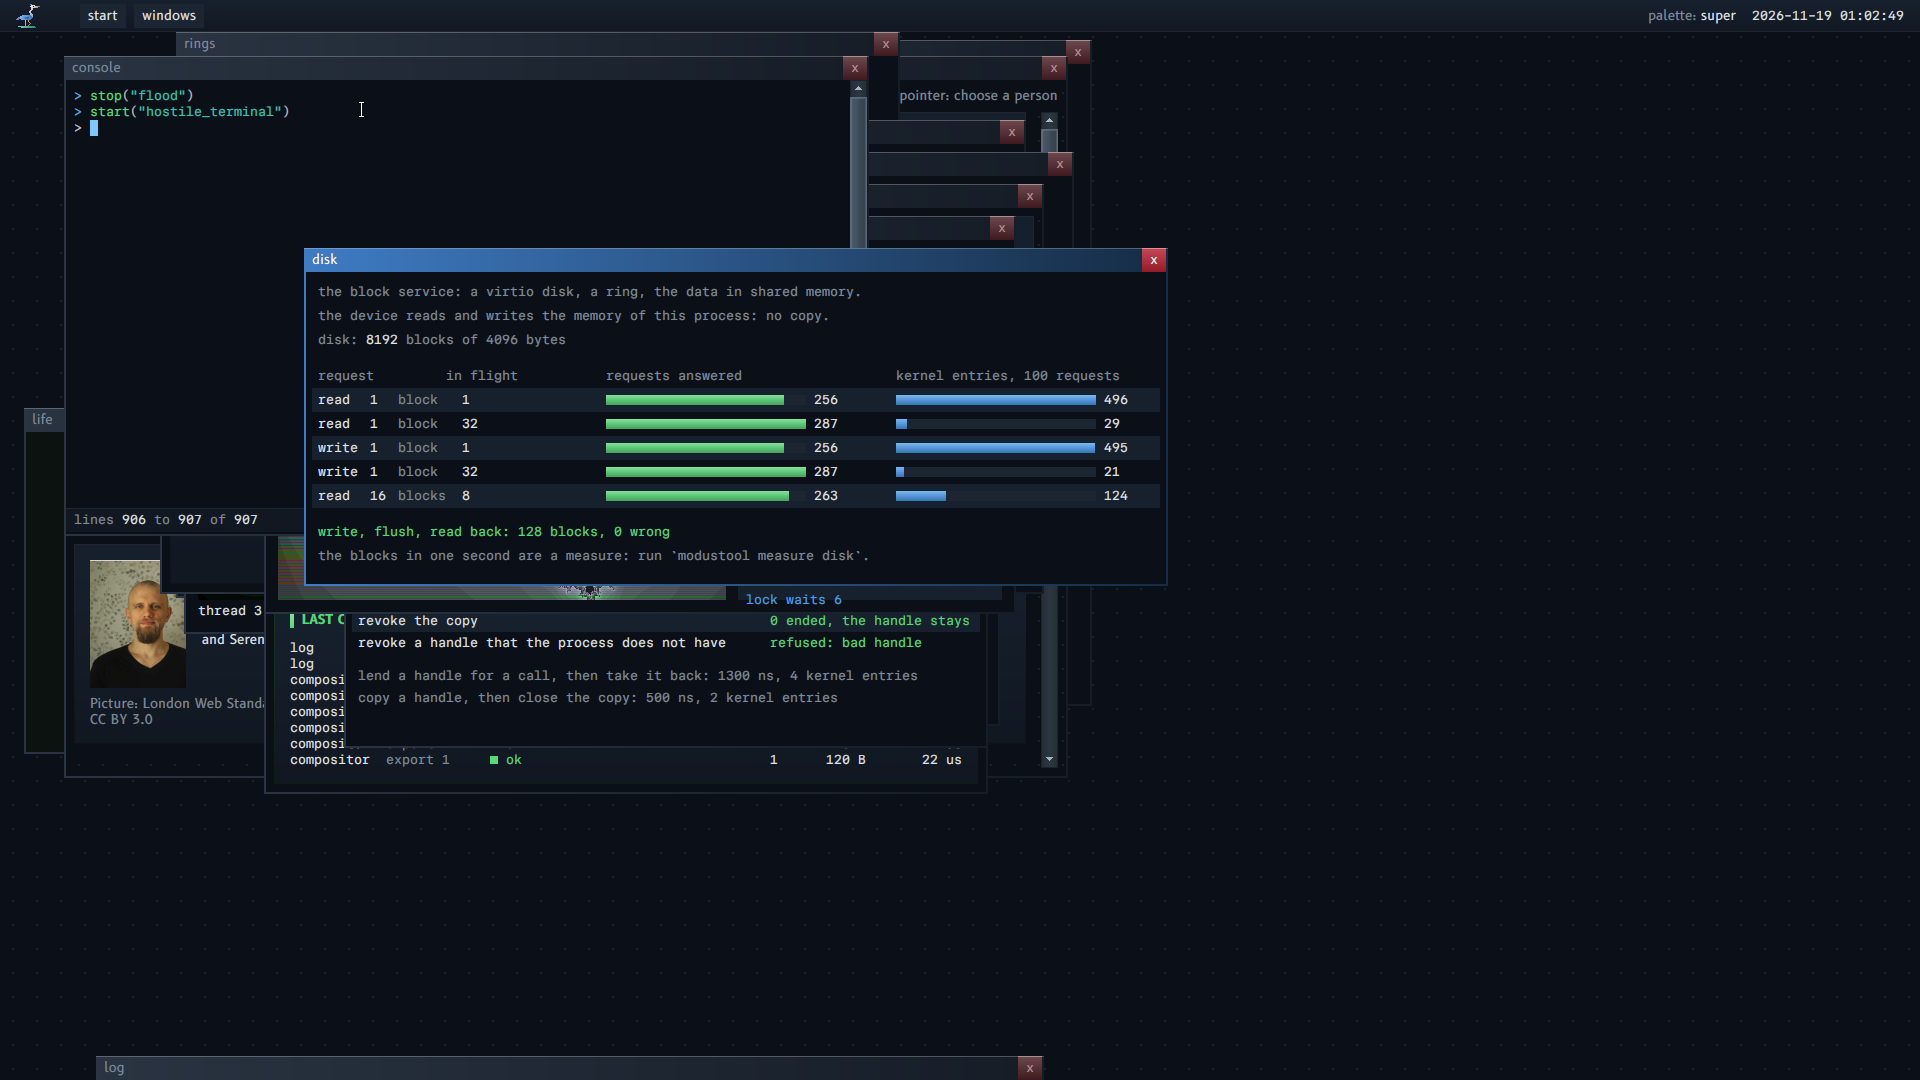 start windows palette: super 2026-11-19 01:02:49
rings x
x
console x
x
> stop("flood")
pointer: choose a person
> start("hostile_terminal")
>
x
x
x
x
disk x
the block service: a virtio disk, a ring, the data in shared memory.
the device reads and writes the memory of this process: no copy.
disk: 8192 blocks of 4096 bytes
request in flight requests answered kernel entries, 100 requests
read 1 block 1 256 496
read 1 block 32 287 29
write 1 block 1 256 495
write 1 block 32 287 21
read 16 blocks 8 263 124
write, flush, read back: 128 blocks, 0 wrong
the blocks in one second are a measure: run `modustool measure disk`.
life
lines 906 to 907 of 907
lock waits 6
thread 3
and Seren
Picture: London Web Standa
CC BY 3.0
LAST C
log
log
composi
composi
composi
composi
composi
compositor export 1 ok 1 120 B 22 us
revoke the copy 0 ended, the handle stays
revoke a handle that the process does not have refused: bad handle
lend a handle for a call, then take it back: 1300 ns, 4 kernel entries
copy a handle, then close the copy: 500 ns, 2 kernel entries
log x